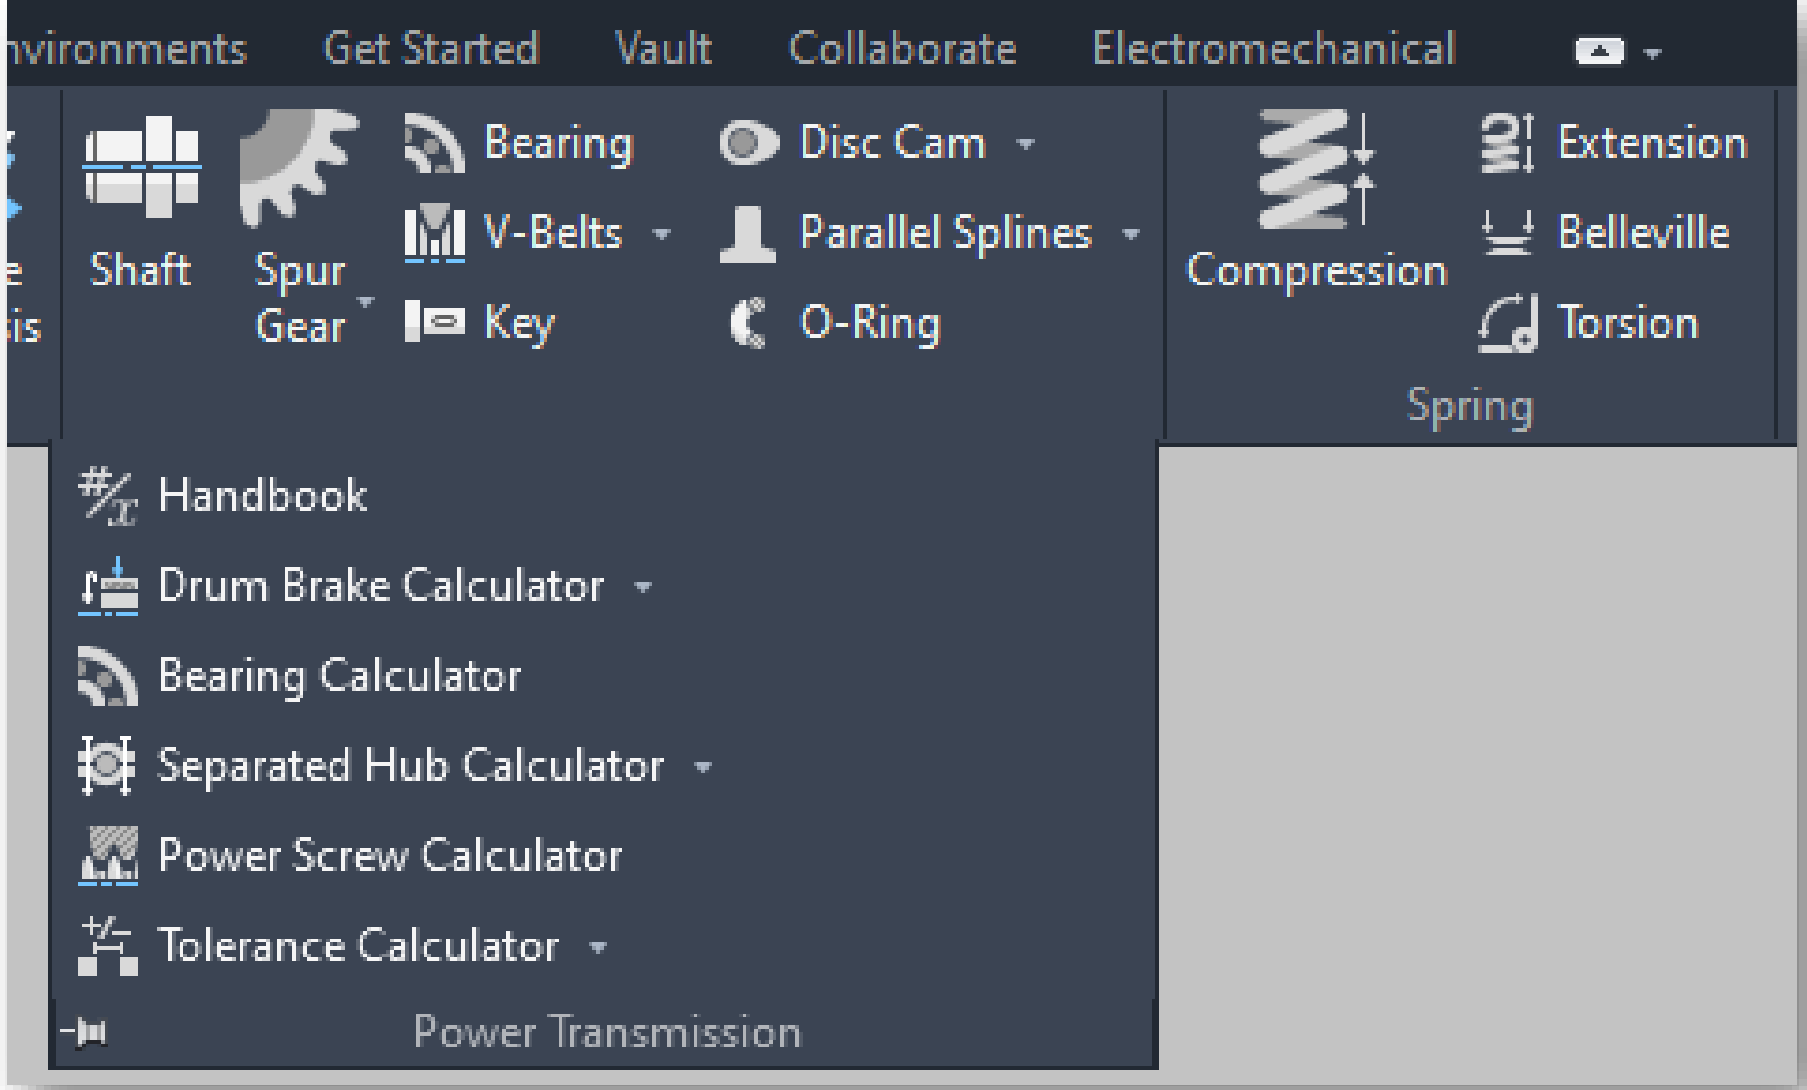 Get Started Vault Collaborate Electromechanical
Shaft
Spur
Gear
Bearing
V-Belts
Key
Disc Cam
Parallel Splines
O-Ring
Compression
Extension
Belleville
Torsion
Spring
Handbook
Drum Brake Calculator
Bearing Calculator
Separated Hub Calculator
Power Screw Calculator
Tolerance Calculator
Power Transmission